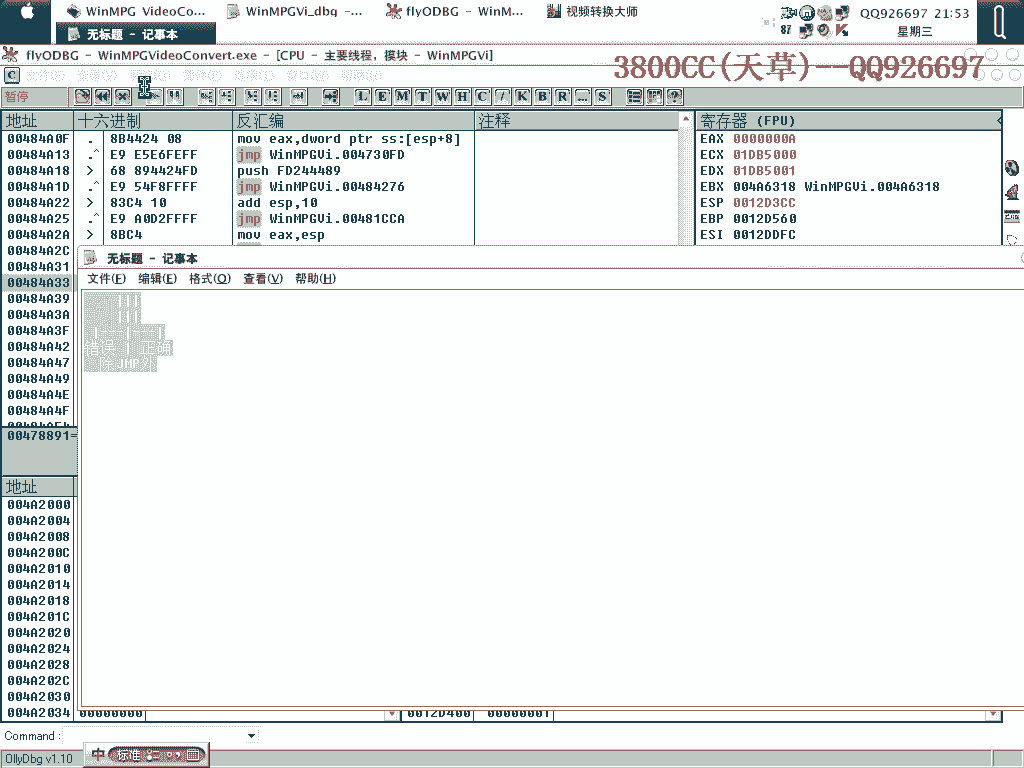 WinMPG VideoCo...
WinMPGVi_dbg -...
flyODBG - WinM...
视频转换大师
QQ926697 21:53
无标题 - 记事本
87
星期三
flyODBG - WinMPGVideoConvert.exe - [CPU - 主要线程, 模块 - WinMPGVi]
3800CC(天草)--QQ926697
暂停
L E M T W H C / K B R ... S
地址 十六进制 反汇编 注释 寄存器 (FPU)
00484A0F . 8B4424 08 mov eax,dword ptr ss:[esp+8] EAX 0000000A
00484A13 .^ E9 E5E6FEFF jmp WinMPGVi.004730FD ECX 01DB5000
00484A18 > 68 894424FD push FD244489 EDX 01DB5001
00484A1D .^ E9 54F8FFFF jmp WinMPGVi.00484276 EBX 004A6318 WinMPGVi.004A6318
00484A22 > 83C4 10 add esp,10 ESP 0012D3CC
00484A25 .^ E9 A0D2FFFF jmp WinMPGVi.00481CCA EBP 0012D560
00484A2A > 8BC4 mov eax,esp ESI 0012DDFC
00484A2C
无标题 - 记事本
00484A31
文件(F) 编辑(E) 格式(O) 查看(V) 帮助(H)
00484A33
00484A39
00484A3A
00484A3F
00484A42
错误 | 正确
00484A47
除JMP外
00484A49
00484A4E
00484A4F
00478891=
地址
004A2000
004A2004
004A2008
004A200C
004A2010
004A2014
004A2018
004A201C
004A2020
004A2024
004A2028
004A202C
004A2030
004A2034 00000000 0012D400 00000001
Command :
中 标准
OllyDbg v1.10